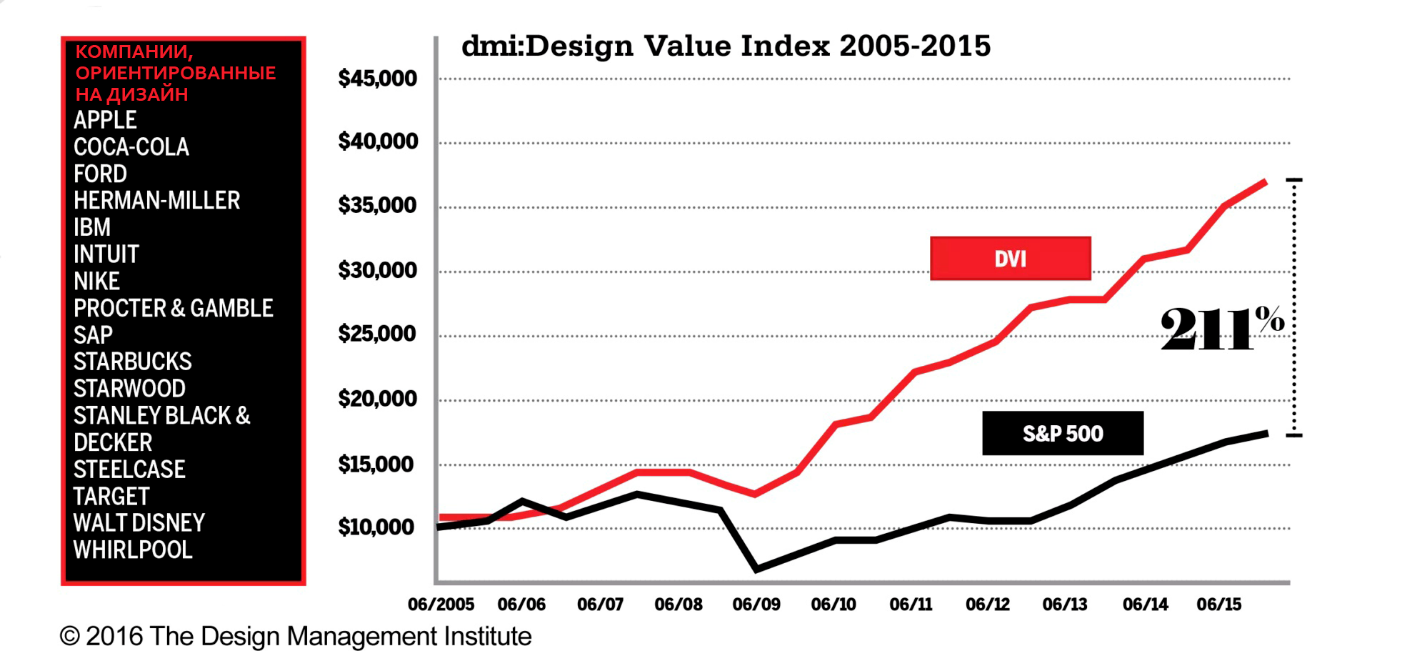 КОМПАНИИ,
ОРИЕНТИРОВАННЫЕ
НА ДИЗАЙН
APPLE
COCA-COLA
FORD
HERMAN-MILLER
IBM
INTUIT
NIKE
PROCTER & GAMBLE
SAP
STARBUCKS
STARWOOD
STANLEY BLACK &
DECKER
STEELCASE
TARGET
WALT DISNEY
WHIRLPOOL
dmi:Design Value Index 2005-2015
$45,000
$40,000
$35,000
$30,000
$25,000
$20,000
$15,000
$10,000
DVI
211%
S&P 500
06/2005 06/06 06/07 06/08 06/09 06/10 06/11 06/12 06/13 06/14 06/15
© 2016 The Design Management Institute